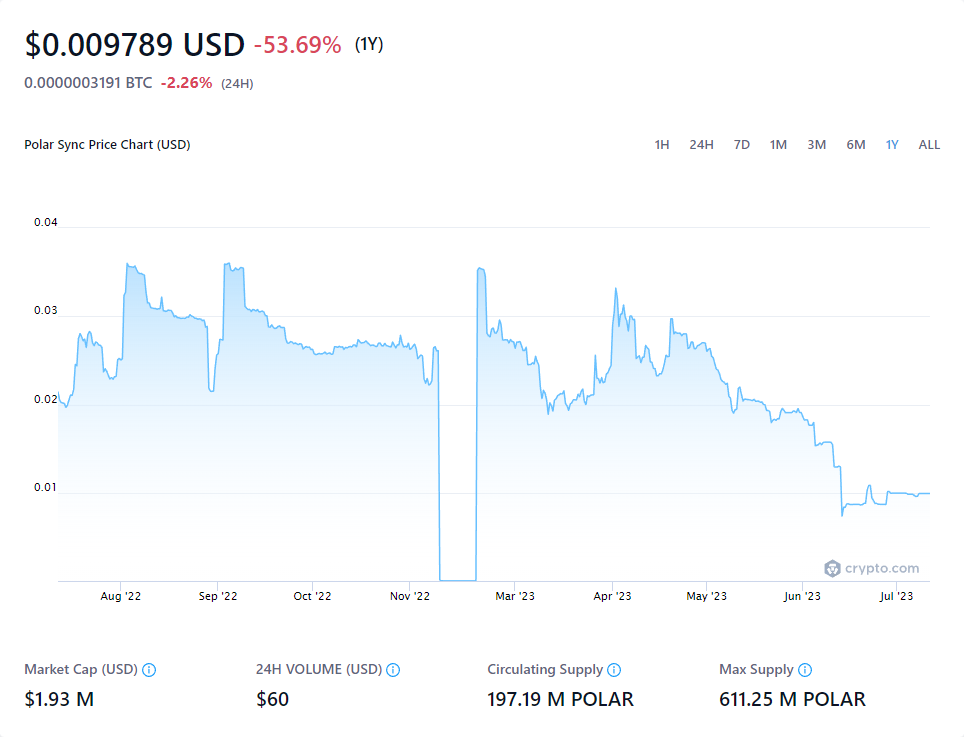 $0.009789 USD -53.69% (1Y)
0.0000003191 BTC -2.26% (24H)
Polar Sync Price Chart (USD) 1H 24H 7D 1M 3M 6M 1Y ALL
0.04
0.03
0.02
0.01
crypto.com
Aug '22 Sep '22 Oct '22 Nov '22 Mar '23 Apr '23 May '23 Jun '23 Jul '23
Market Cap (USD) 24H VOLUME (USD) Circulating Supply Max Supply
$1.93 M $60 197.19 M POLAR 611.25 M POLAR